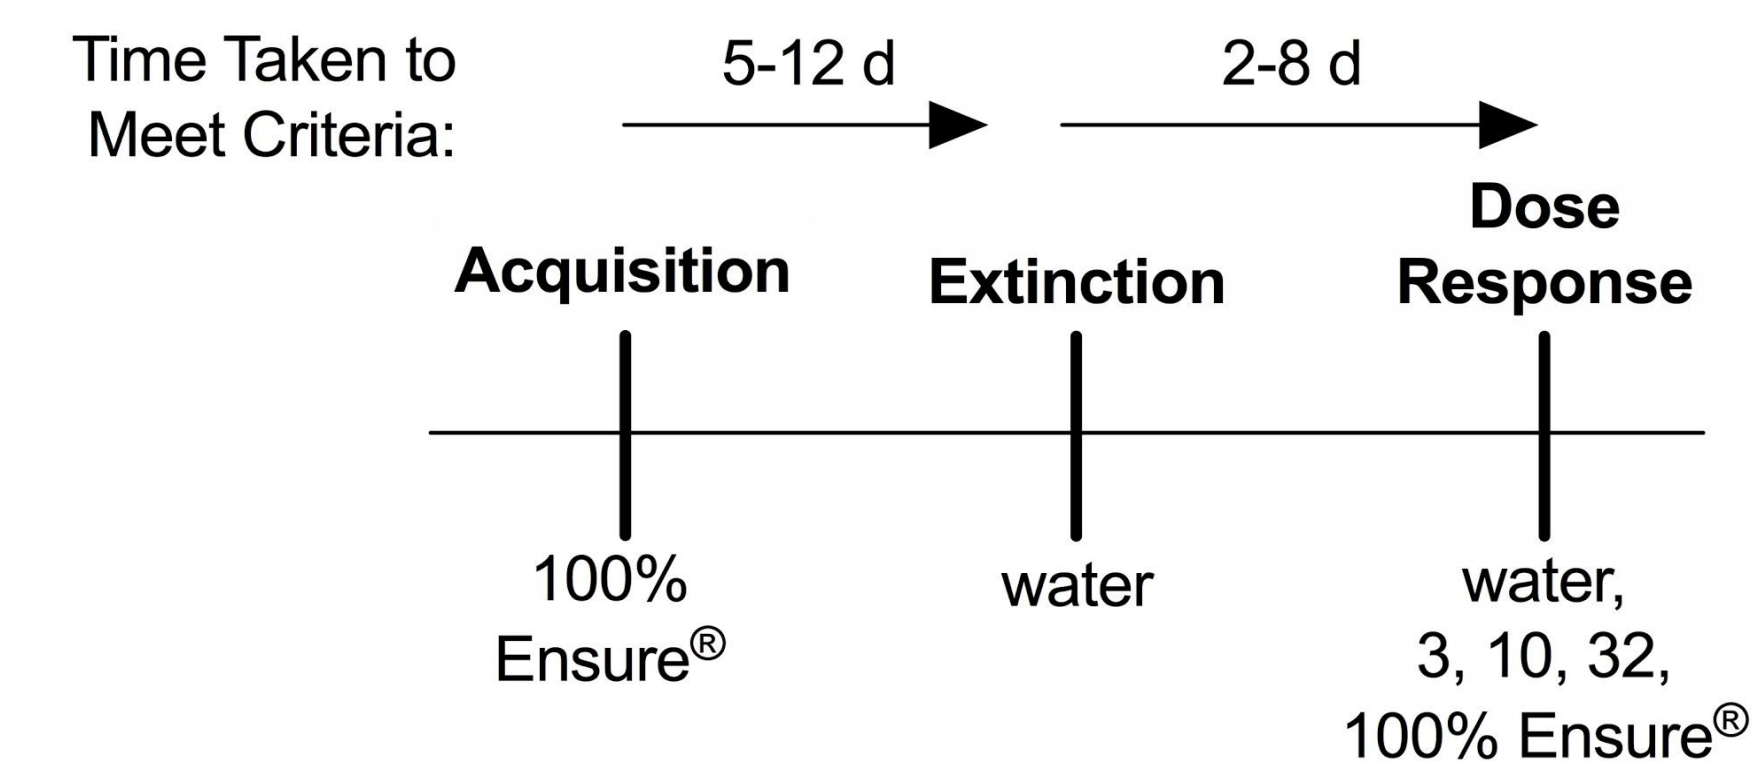 Time Taken to
Meet Criteria:
5-12 d
2-8 d
Acquisition
Extinction
Dose
Response
100%
Ensure®
water
water,
3, 10, 32,
100% Ensure®